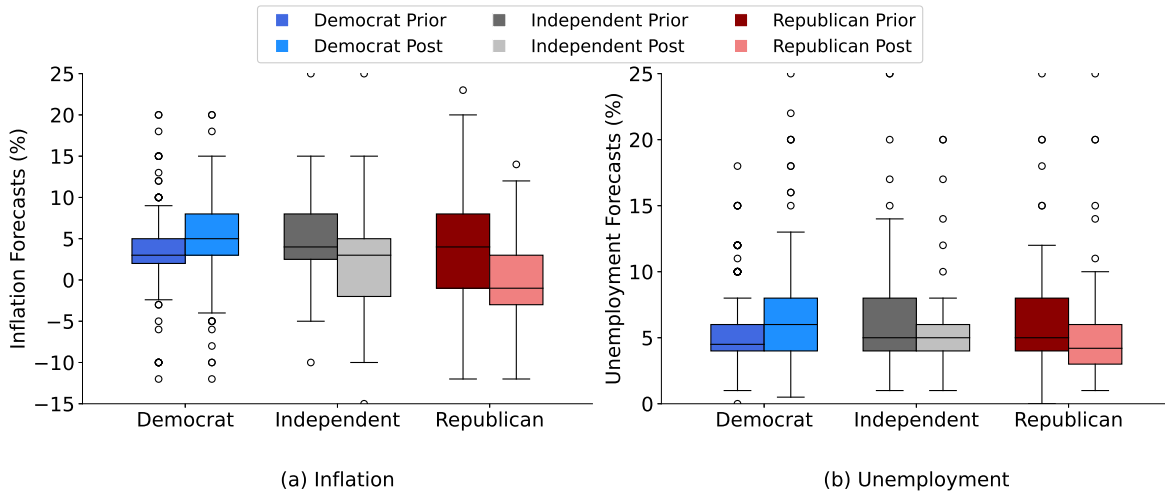 Democrat Prior Independent Prior Republican Prior
Democrat Post Independent Post Republican Post
Inflation Forecasts (%)
25
20
15
10
5
0
−5
−10
−15
Democrat Independent Republican
(a) Inflation
Unemployment Forecasts (%)
25
20
15
10
5
0
Democrat Independent Republican
(b) Unemployment